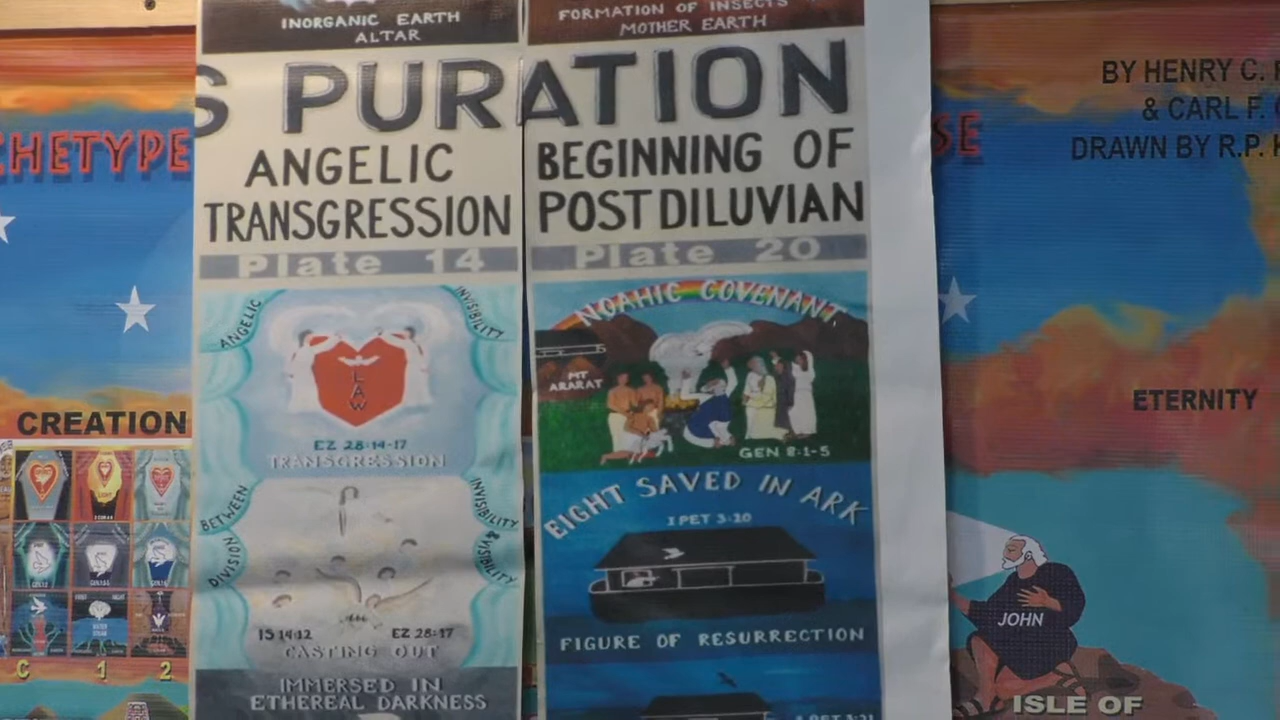 INORGANIC EARTH
ALTAR
FORMATION OF INSECTS
MOTHER EARTH
S PURATION
ANGELIC
TRANSGRESSION
Plate 14
ANGELIC
INVISIBILITY
LAW
EZ 28:14-17
TRANSGRESSION
BETWEEN
DIVISION
INVISIBILITY
&
VISIBILITY
IS 14:12
EZ 28:17
CASTING OUT
IMMERSED IN
ETHEREAL DARKNESS
BEGINNING OF
POSTDILUVIAN
Plate 20
NOAHIC COVENANT
MT
ARARAT
GEN 8:1-5
EIGHT SAVED IN ARK
1 PET 3:20
FIGURE OF RESURRECTION
CHETYPE
CREATION
C 1 2
SE
BY HENRY C.
& CARL F.
DRAWN BY R.P.
ETERNITY
JOHN
ISLE OF